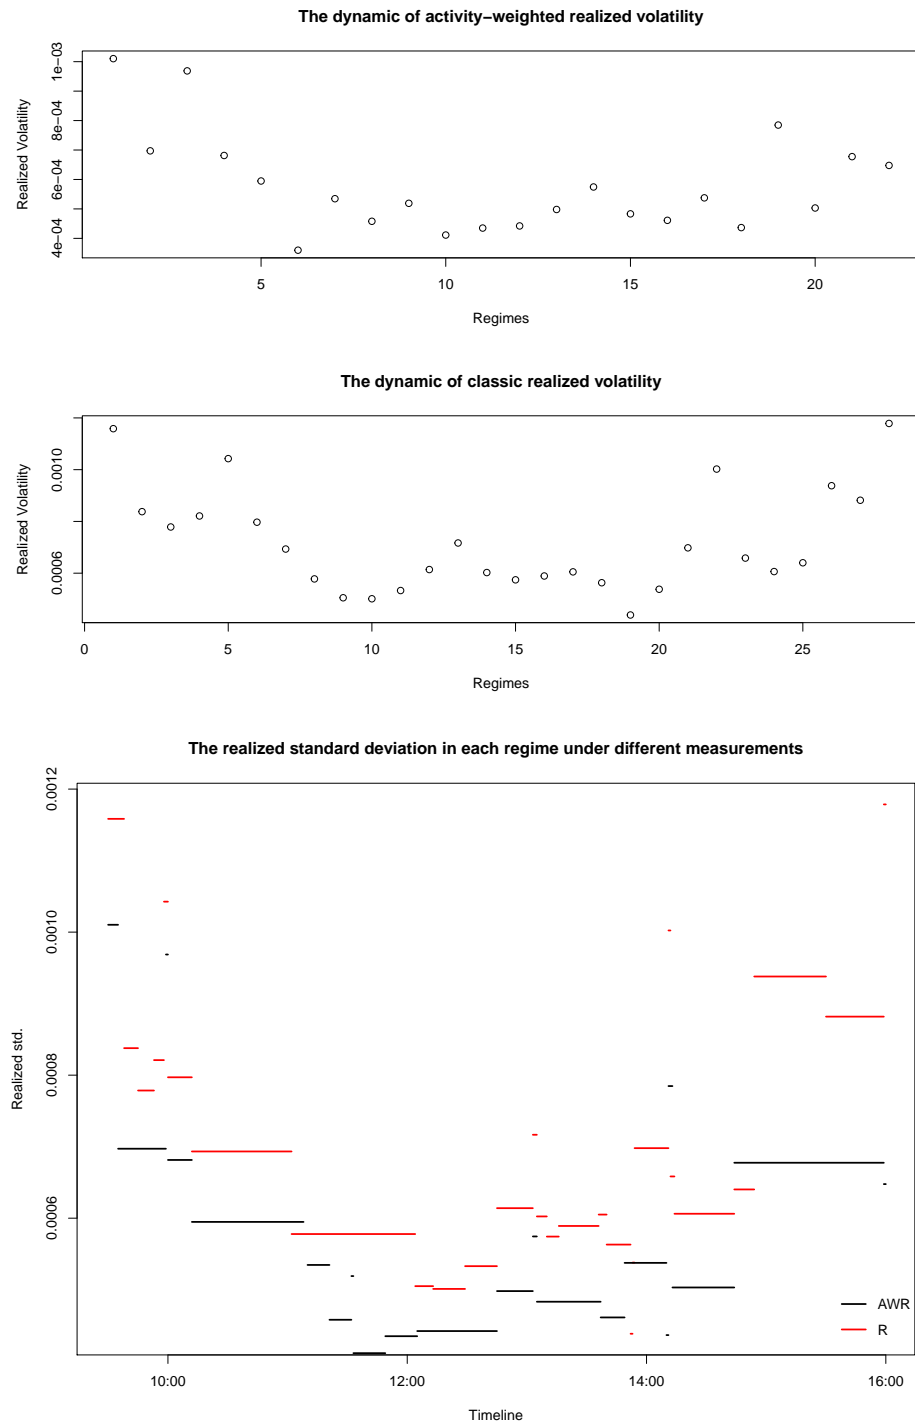 The dynamic of activity−weighted realized volatility
Realized Volatility
1e−03
8e−04
6e−04
4e−04
5 10 15 20
Regimes
The dynamic of classic realized volatility
Realized Volatility
0.0010
0.0006
0 5 10 15 20 25
Regimes
The realized standard deviation in each regime under different measurements
Realized std.
0.0012
0.0010
0.0008
0.0006
AWR
R
10:00 12:00 14:00 16:00
Timeline